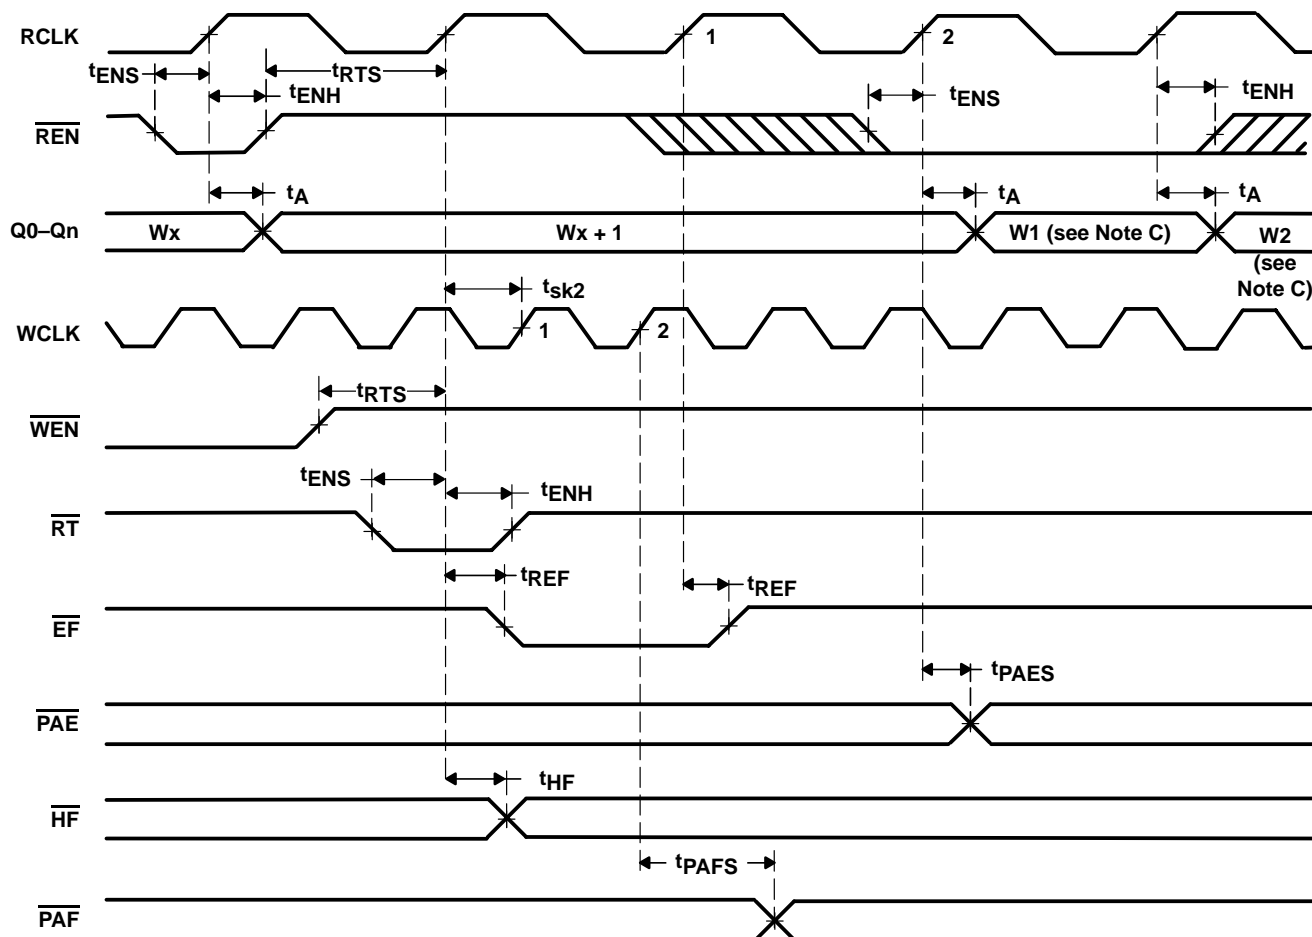 RCLK
1
2
tENS
tRTS
tENH
tENS
tENH
REN
tA
tA
tA
Q0–Qn
Wx
Wx + 1
W1 (see Note C)
W2
(see
Note C)
tsk2
WCLK
1
2
tRTS
WEN
tENS
tENH
RT
tREF
tREF
EF
tPAES
PAE
tHF
HF
tPAFS
PAF